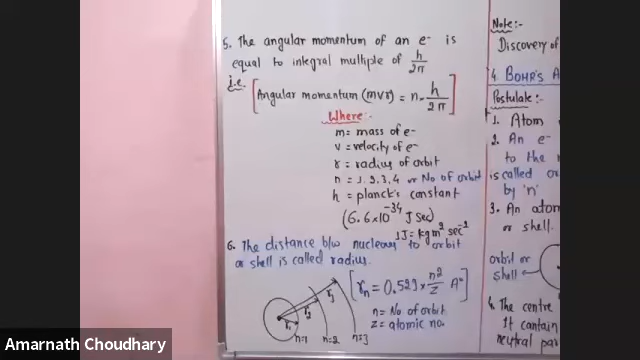 5. The angular momentum of an e⁻ is
equal to integral multiple of h/2π
i.e [Angular momentum (mvr) = n. h/2π]
Where:-
m = mass of e⁻
v = velocity of e⁻
r = radius of orbit
n = 1.2.3.4 or No of orbit
h = planck's constant
(6.6×10⁻³⁴ J Sec)
1J = kg m² sec⁻²
6. The distance b/w nucleous to orbit
or shell is called radius.
[rₙ = 0.529 × n²/z A°]
n = No of orbit
z = atomic no.
r₁ r₂ r₃
n=1 n=2 n=3
Note:-
Discovery of
4 BOHR'S A
Postulate:-
1. Atom
2. An e⁻
to the
is called or
by 'n'
3. An atom
or shell.
orbit or
shell
4. The centre
It contain
neutral par
Amarnath Choudhary